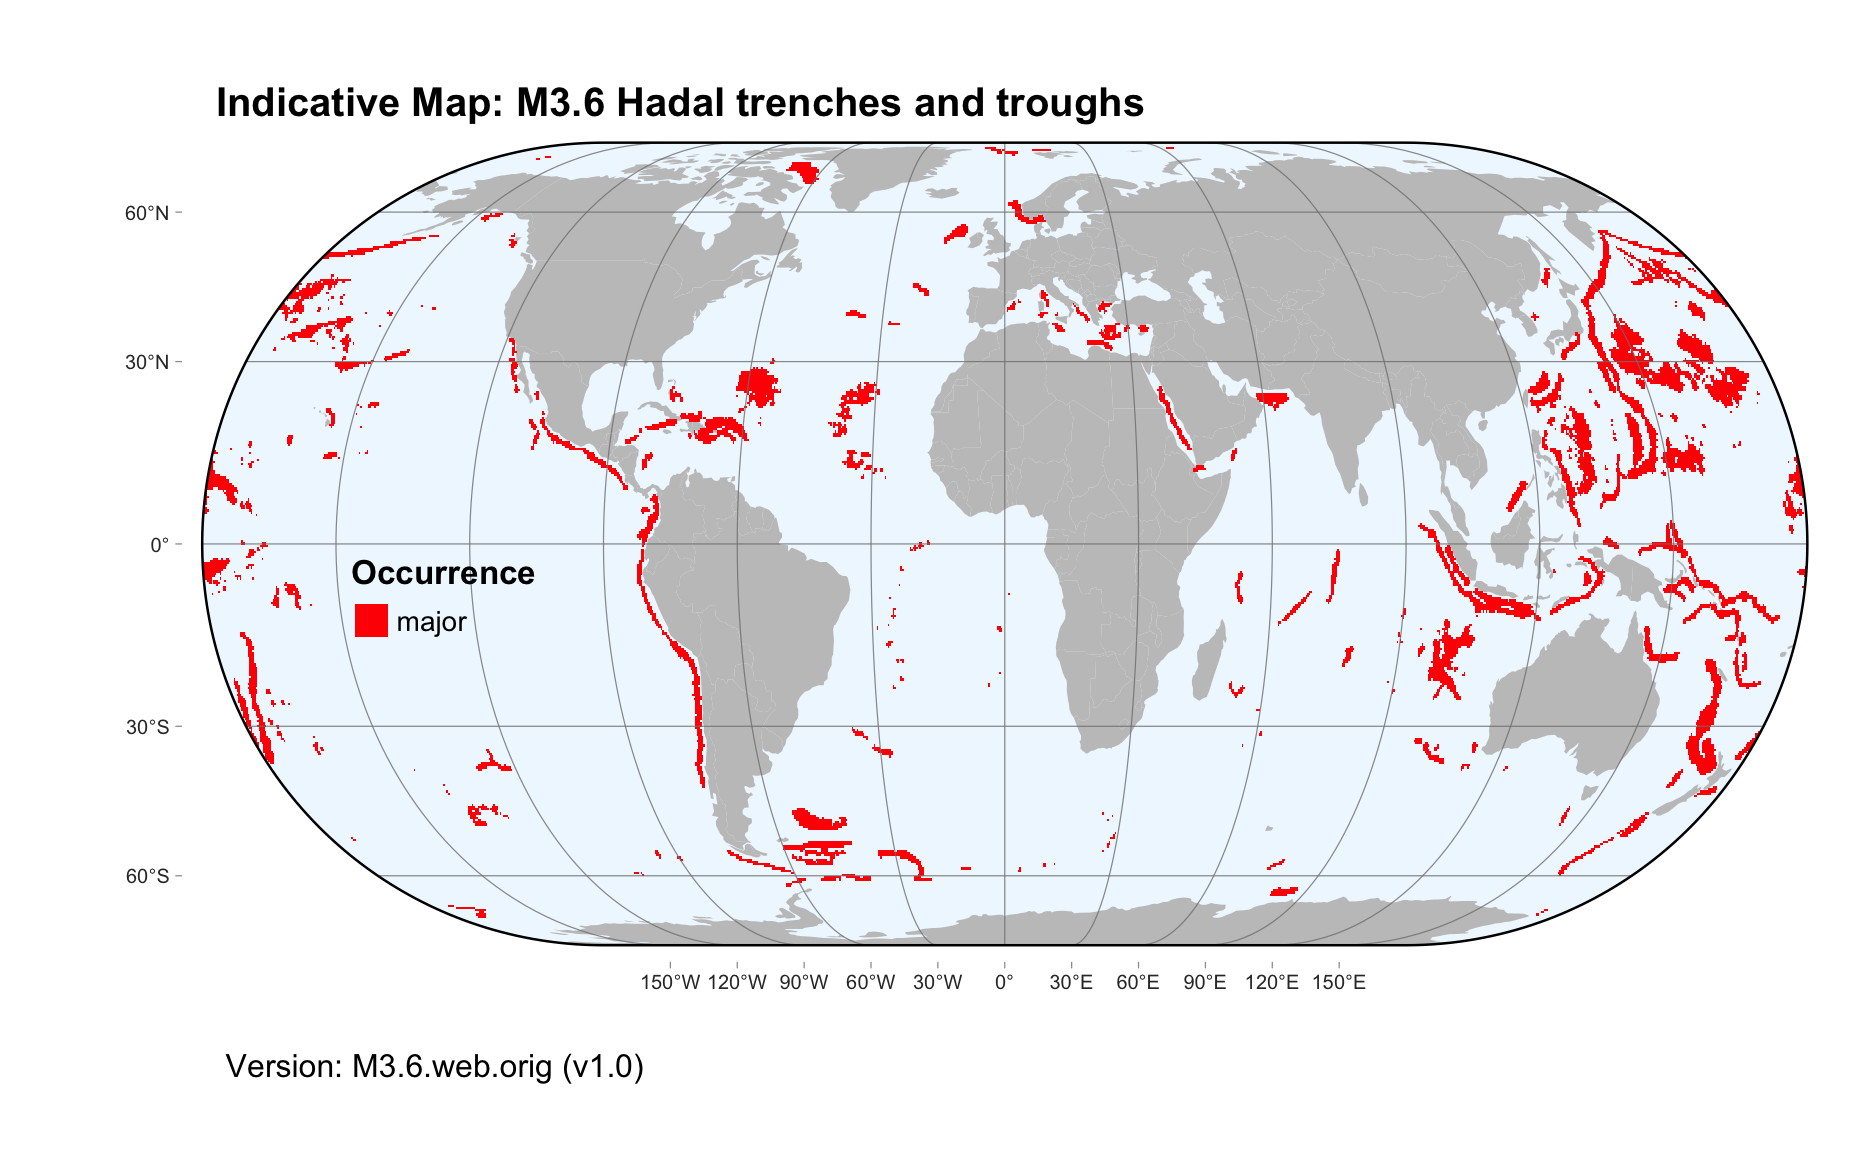 Indicative Map: M3.6 Hadal trenches and troughs
60°N
30°N
0°
30°S
60°S
Occurrence
major
150°W 120°W 90°W 60°W 30°W 0° 30°E 60°E 90°E 120°E 150°E
Version: M3.6.web.orig (v1.0)